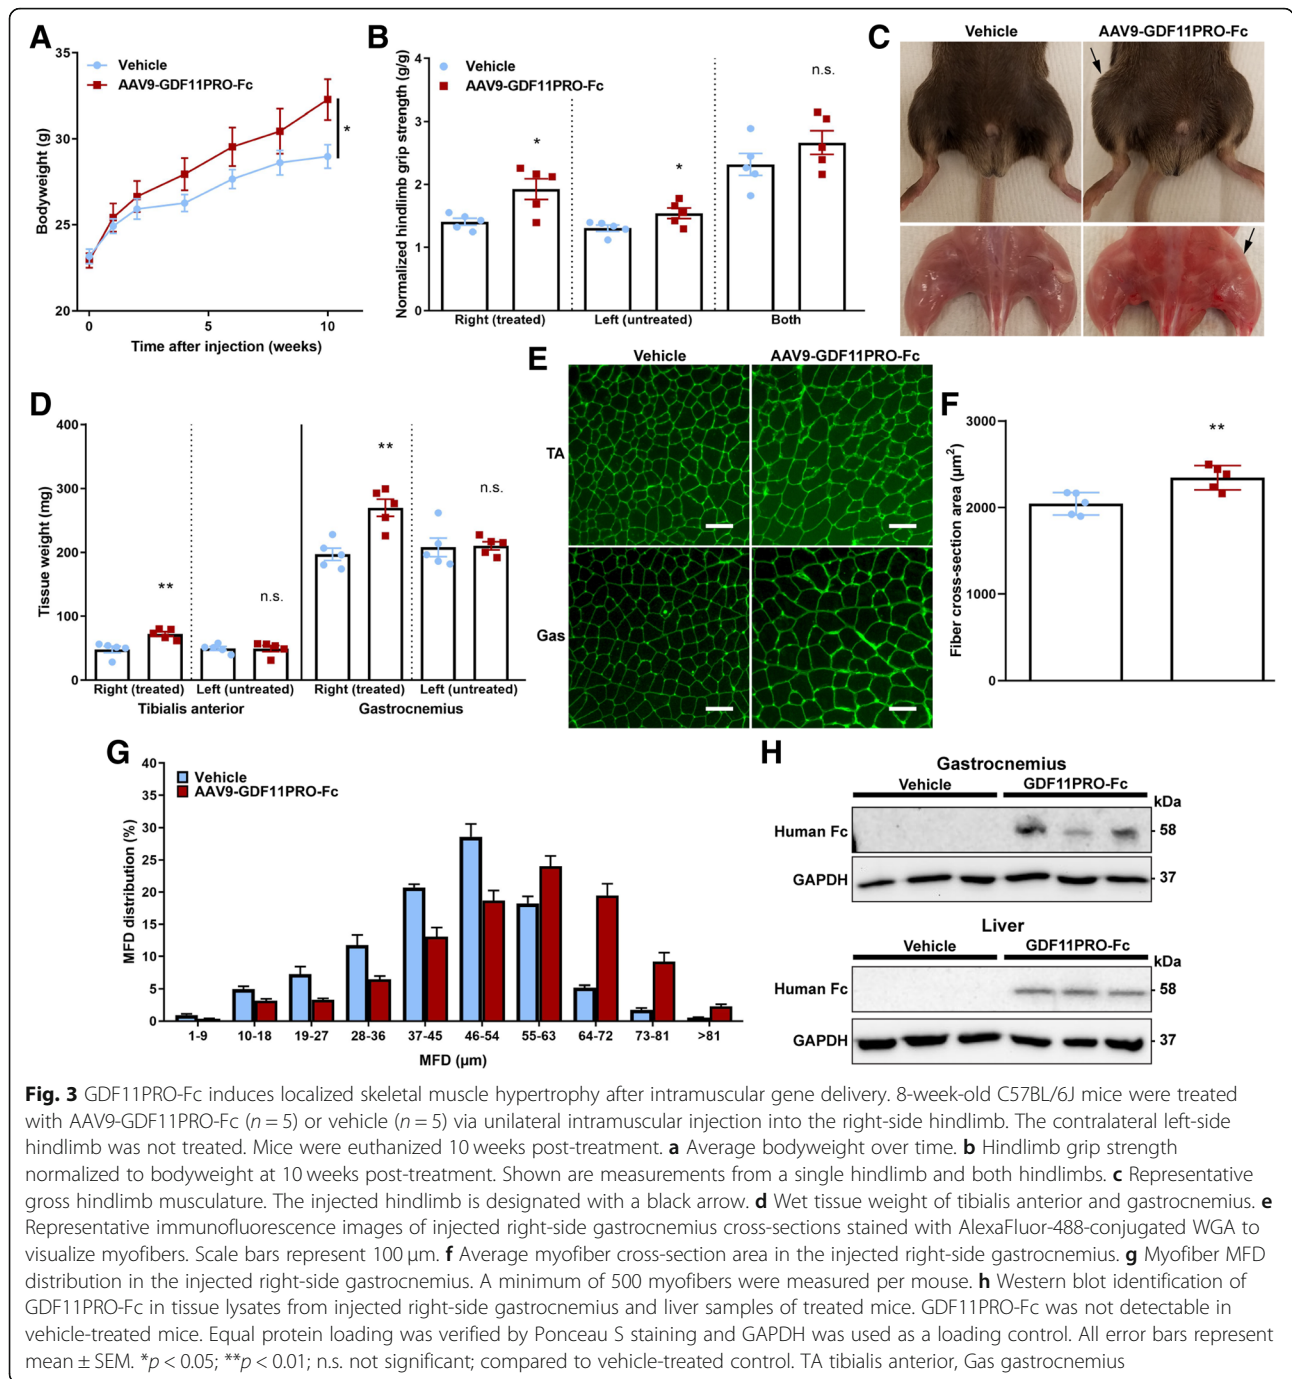 A
Bodyweight (g)
35
30
25
20
Vehicle
AAV9-GDF11PRO-Fc
*
0
5
10
Time after injection (weeks)
B
Normalized hindlimb grip strength (g/g)
4
3
2
1
0
Vehicle
AAV9-GDF11PRO-Fc
*
*
n.s.
Right (treated)
Left (untreated)
Both
C
Vehicle
AAV9-GDF11PRO-Fc
D
Tissue weight (mg)
400
300
200
100
0
**
n.s.
**
n.s.
Right (treated)
Left (untreated)
Right (treated)
Left (untreated)
Tibialis anterior
Gastrocnemius
E
Vehicle
AAV9-GDF11PRO-Fc
TA
Gas
F
Fiber cross-section area (µm²)
3000
2000
1000
0
**
G
MFD distribution (%)
40
35
30
25
20
15
10
5
0
Vehicle
AAV9-GDF11PRO-Fc
1-9
10-18
19-27
28-36
37-45
46-54
55-63
64-72
73-81
>81
MFD (µm)
H
Gastrocnemius
Vehicle
GDF11PRO-Fc
kDa
Human Fc
58
GAPDH
37
Liver
Vehicle
GDF11PRO-Fc
kDa
Human Fc
58
GAPDH
37
Fig. 3 GDF11PRO-Fc induces localized skeletal muscle hypertrophy after intramuscular gene delivery. 8-week-old C57BL/6J mice were treated
with AAV9-GDF11PRO-Fc (n = 5) or vehicle (n = 5) via unilateral intramuscular injection into the right-side hindlimb. The contralateral left-side
hindlimb was not treated. Mice were euthanized 10 weeks post-treatment. a Average bodyweight over time. b Hindlimb grip strength
normalized to bodyweight at 10 weeks post-treatment. Shown are measurements from a single hindlimb and both hindlimbs. c Representative
gross hindlimb musculature. The injected hindlimb is designated with a black arrow. d Wet tissue weight of tibialis anterior and gastrocnemius. e
Representative immunofluorescence images of injected right-side gastrocnemius cross-sections stained with AlexaFluor-488-conjugated WGA to
visualize myofibers. Scale bars represent 100 µm. f Average myofiber cross-section area in the injected right-side gastrocnemius. g Myofiber MFD
distribution in the injected right-side gastrocnemius. A minimum of 500 myofibers were measured per mouse. h Western blot identification of
GDF11PRO-Fc in tissue lysates from injected right-side gastrocnemius and liver samples of treated mice. GDF11PRO-Fc was not detectable in
vehicle-treated mice. Equal protein loading was verified by Ponceau S staining and GAPDH was used as a loading control. All error bars represent
mean ± SEM. *p < 0.05; **p < 0.01; n.s. not significant; compared to vehicle-treated control. TA tibialis anterior, Gas gastrocnemius